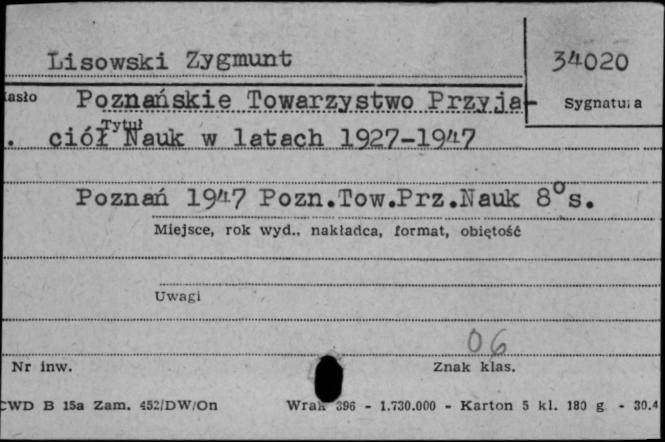 Lisowski Zygmunt
34020
asło Poznańskie Towarzystwo Przyja-
Sygnatura
Tytuł
. ciół Nauk w latach 1927-1947
Poznań 1947 Pozn.Tow.Prz.Nauk 8°s.
Miejsce, rok wyd., nakładca, format, objętość
Uwagi
06
Nr inw.
Znak klas.
CWD B 15a Zam. 452/DW/On Wrak 396 - 1.730.000 - Karton 5 kl. 180 g - 30.4